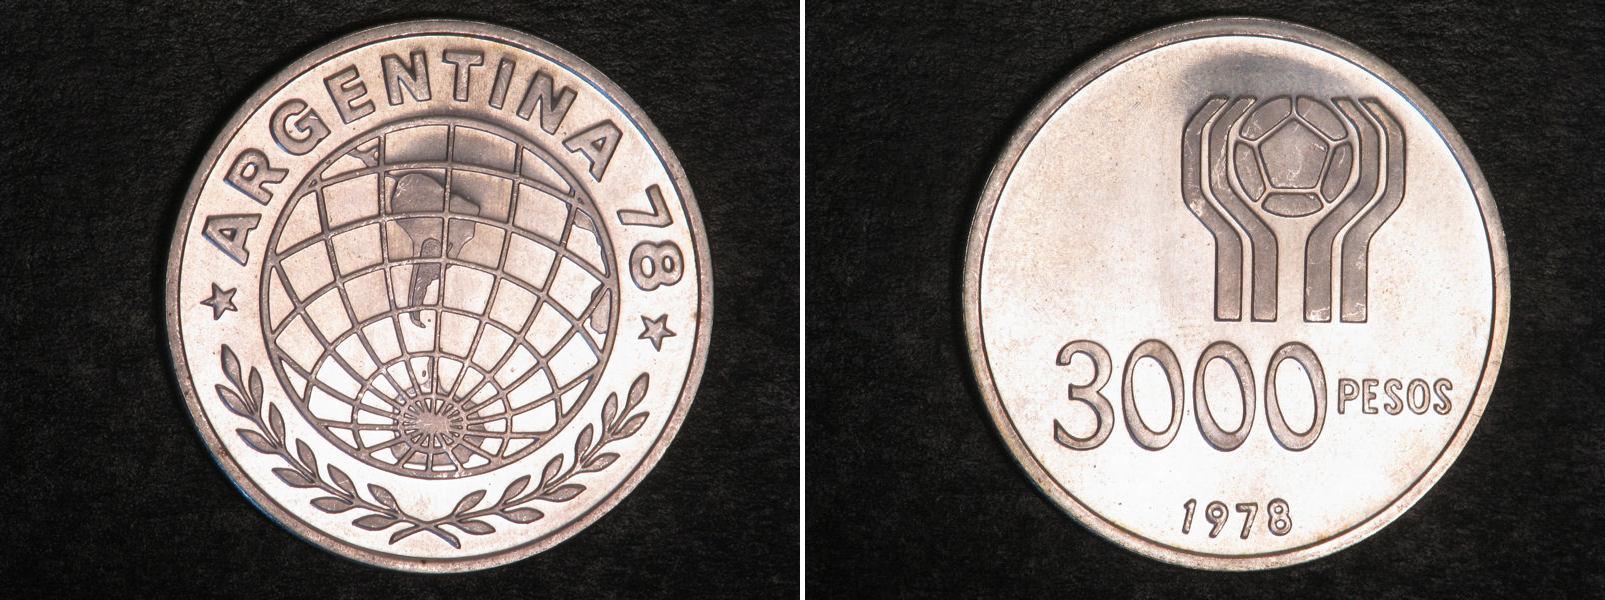 ARGENTINA 78
3000 PESOS
1978